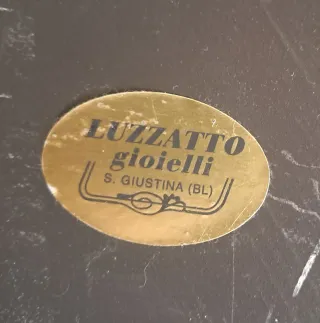 LUZZATTO
gioielli
S. GIUSTINA (BL)